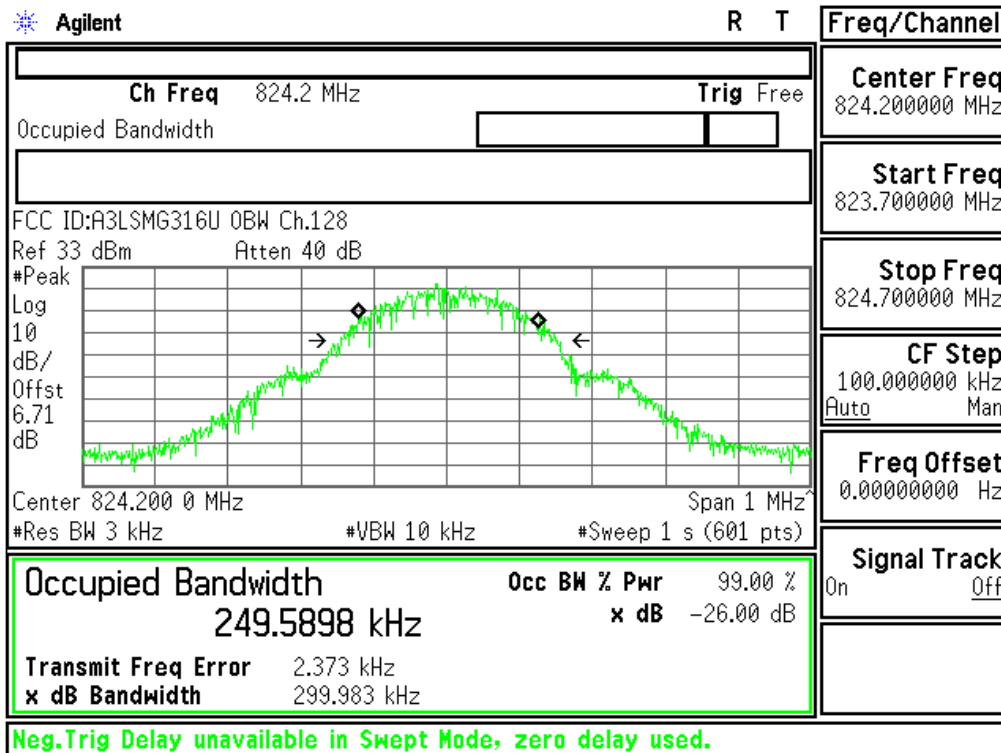 Agilent R T
Ch Freq 824.2 MHz Trig Free
Occupied Bandwidth
FCC ID:A3LSMG316U OBW Ch.128
Ref 33 dBm Atten 40 dB
#Peak
Log
10
dB/
Offst
6.71
dB
Center 824.200 0 MHz Span 1 MHz^
#Res BW 3 kHz #VBW 10 kHz #Sweep 1 s (601 pts)
Occupied Bandwidth Occ BW % Pwr 99.00 %
249.5898 kHz x dB -26.00 dB
Transmit Freq Error 2.373 kHz
x dB Bandwidth 299.983 kHz
Neg.Trig Delay unavailable in Swept Mode, zero delay used.
Freq/Channel
Center Freq
824.200000 MHz
Start Freq
823.700000 MHz
Stop Freq
824.700000 MHz
CF Step
100.000000 kHz
Auto Man
Freq Offset
0.00000000 Hz
Signal Track
On Off